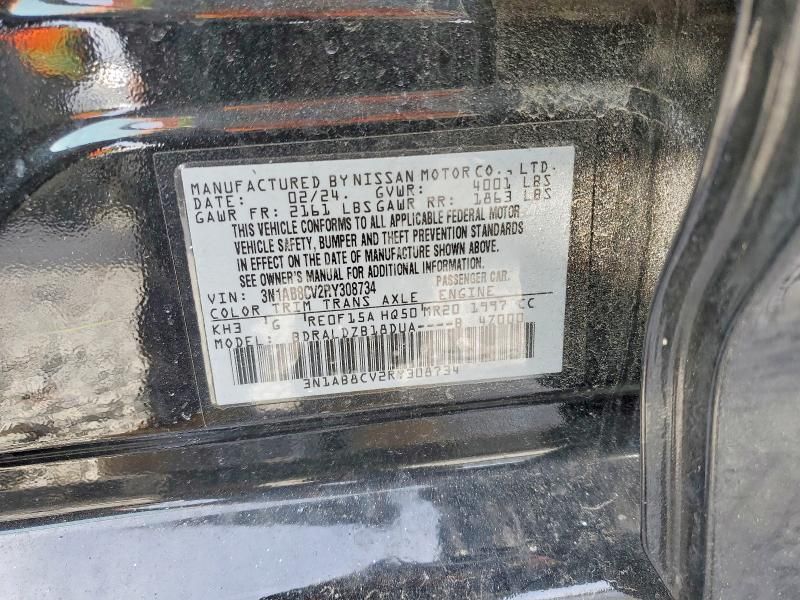 MANUFACTURED BY NISSAN MOTOR CO., LTD.
DATE: 02/24. GVWR: 4001 LBS
GAWR FR: 2161 LBS GAWR RR: 1863 LBS
THIS VEHICLE CONFORMS TO ALL APPLICABLE FEDERAL MOTOR
VEHICLE SAFETY, BUMPER AND THEFT PREVENTION STANDARDS
IN EFFECT ON THE DATE OF MANUFACTURE SHOWN ABOVE.
SEE OWNER'S MANUAL FOR ADDITIONAL INFORMATION.
VIN: 3N1AB8CV2RY308734 PASSENGER CAR.
COLOR TRIM TRANS AXLE ENGINE
KH3 G RE0F15A HQ50 MR20 1997 CC
MODEL: BDRALDZB18DUA----B 4Z000
3N1AB8CV2RY308734